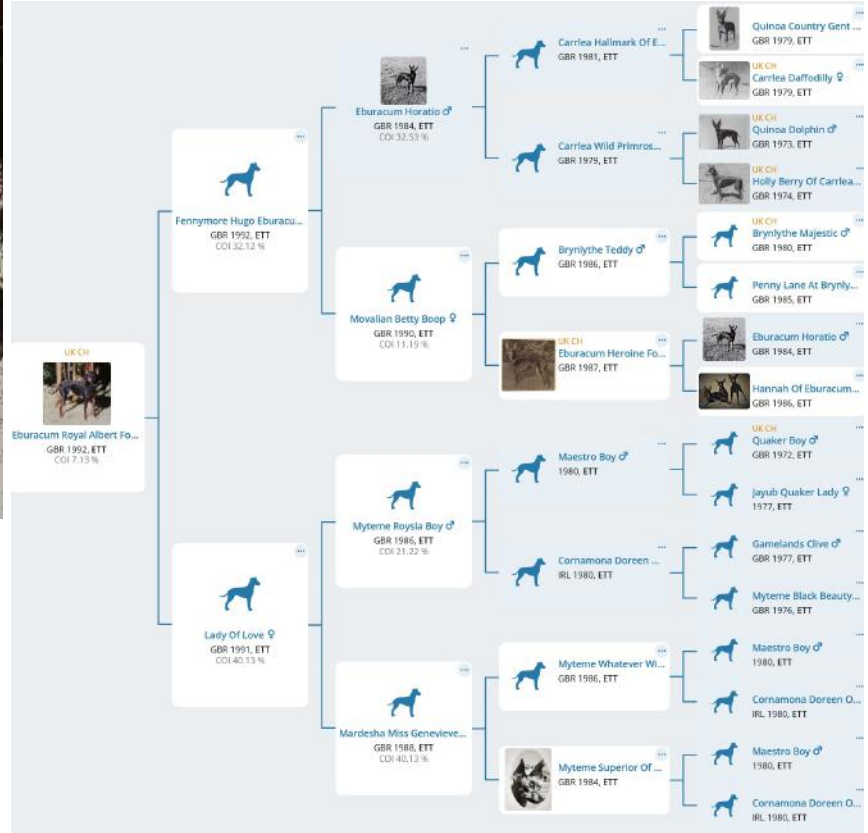 UK CH
Eburacum Royal Albert Fo...
GBR 1992, ETT
COI 7.13 %
Fennymore Hugo Eburacu...
GBR 1992, ETT
COI 32.12 %
Lady Of Love ♀
GBR 1991, ETT
COI 40.13 %
Eburacum Horatio ♂
GBR 1984, ETT
COI 32.53 %
Movalian Betty Boop ♀
GBR 1990, ETT
COI 11.19 %
Myterne Roysia Boy ♂
GBR 1986, ETT
COI 21.22 %
Mardesha Miss Genevieve...
GBR 1988, ETT
COI 40.13 %
Carrlea Hallmark Of E...
GBR 1981, ETT
Carrlea Wild Primros...
GBR 1979, ETT
Brynlythe Teddy ♂
GBR 1986, ETT
UK CH
Eburacum Heroine Fo...
GBR 1987, ETT
Maestro Boy ♂
1980, ETT
Cornamona Doreen ...
IRL 1980, ETT
Myterne Whatever Wi...
GBR 1986, ETT
Myterne Superior Of ...
GBR 1984, ETT
Quinoa Country Gent ...
GBR 1979, ETT
UK CH
Carrlea Daffodilly ♀
GBR 1979, ETT
UK CH
Quinoa Dolphin ♂
GBR 1973, ETT
UK CH
Holly Berry Of Carrlea...
GBR 1974, ETT
UK CH
Brynlythe Majestic ♂
GBR 1980, ETT
Penny Lane At Brynly...
GBR 1985, ETT
Eburacum Horatio ♂
GBR 1984, ETT
Hannah Of Eburacum...
GBR 1986, ETT
UK CH
Quaker Boy ♂
GBR 1972, ETT
Jayub Quaker Lady ♀
1977, ETT
Gamelands Clive ♂
GBR 1977, ETT
Myterne Black Beauty...
GBR 1976, ETT
Maestro Boy ♂
1980, ETT
Cornamona Doreen O...
IRL 1980, ETT
Maestro Boy ♂
1980, ETT
Cornamona Doreen O...
IRL 1980, ETT